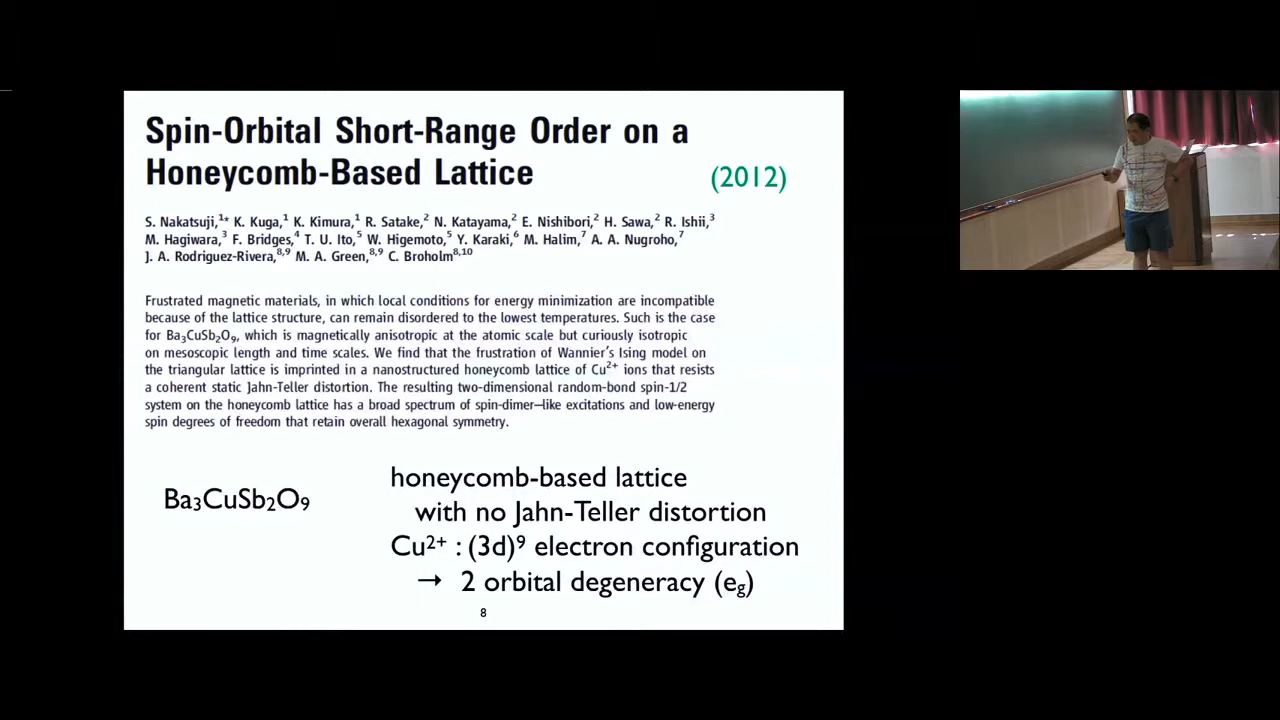 Spin-Orbital Short-Range Order on a
Honeycomb-Based Lattice
(2012)
S. Nakatsuji,¹* K. Kuga,¹ K. Kimura,¹ R. Satake,² N. Katayama,² E. Nishibori,² H. Sawa,² R. Ishii,³
M. Hagiwara,³ F. Bridges,⁴ T. U. Ito,⁵ W. Higemoto,⁵ Y. Karaki,⁶ M. Halim,⁷ A. A. Nugroho,⁷
J. A. Rodriguez-Rivera,⁸,⁹ M. A. Green,⁸,⁹ C. Broholm⁸,¹⁰
Frustrated magnetic materials, in which local conditions for energy minimization are incompatible
because of the lattice structure, can remain disordered to the lowest temperatures. Such is the case
for Ba₃CuSb₂O₉, which is magnetically anisotropic at the atomic scale but curiously isotropic
on mesoscopic length and time scales. We find that the frustration of Wannier's Ising model on
the triangular lattice is imprinted in a nanostructured honeycomb lattice of Cu²⁺ ions that resists
a coherent static Jahn-Teller distortion. The resulting two-dimensional random-bond spin-1/2
system on the honeycomb lattice has a broad spectrum of spin-dimer–like excitations and low-energy
spin degrees of freedom that retain overall hexagonal symmetry.
Ba₃CuSb₂O₉
honeycomb-based lattice
with no Jahn-Teller distortion
Cu²⁺ : (3d)⁹ electron configuration
→ 2 orbital degeneracy (e_g)
8